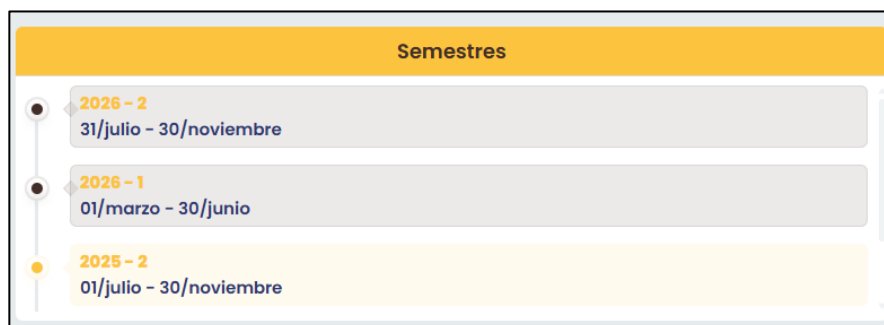 Semestres
2026 - 2
31/julio - 30/noviembre
2026 - 1
01/marzo - 30/junio
2025 - 2
01/julio - 30/noviembre